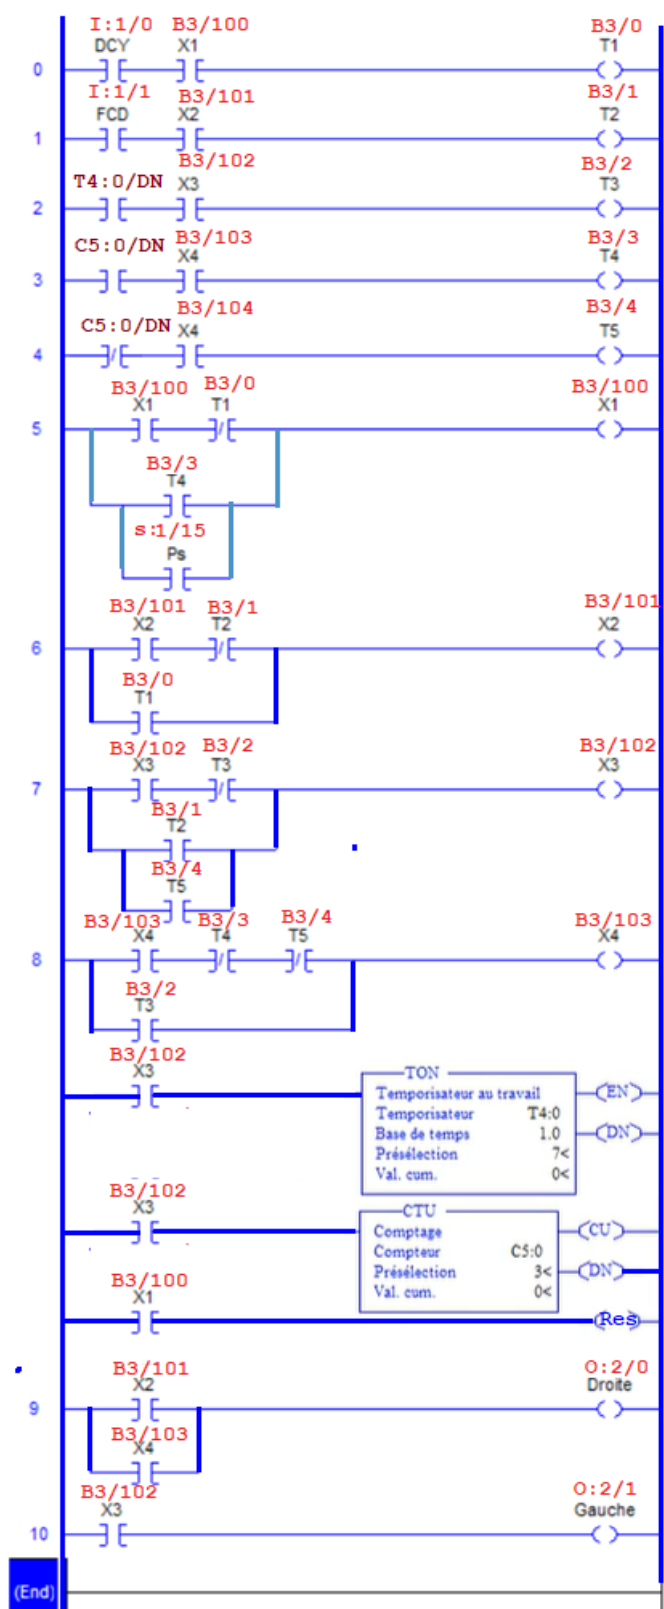 I:1/0 B3/100 B3/0
DCY X1 T1
0
I:1/1 B3/101 B3/1
FCD X2 T2
1
B3/102 B3/2
T4:0/DN X3 T3
2
C5:0/DN B3/103 B3/3
X4 T4
3
B3/104 B3/4
C5:0/DN X4 T5
4
B3/100 B3/0 B3/100
X1 T1 X1
5
B3/3
T4
s:1/15
Ps
B3/101 B3/1 B3/101
X2 T2 X2
6
B3/0
T1
B3/102 B3/2 B3/102
X3 T3 X3
7
B3/1
T2
B3/4
T5
B3/103 B3/3 B3/4 B3/103
X4 T4 T5 X4
8
B3/2
T3
B3/102
X3
TON
Temporisateur au travail EN
Temporisateur T4:0
Base de temps 1.0 DN
Présélection 7<
Val. cum. 0<
B3/102
X3
CTU
Comptage CU
Compteur C5:0
Présélection 3< DN
Val. cum. 0<
B3/100
X1
Res
B3/101 O:2/0
X2 Droite
9
B3/103
X4
B3/102 O:2/1
X3 Gauche
10
(End)